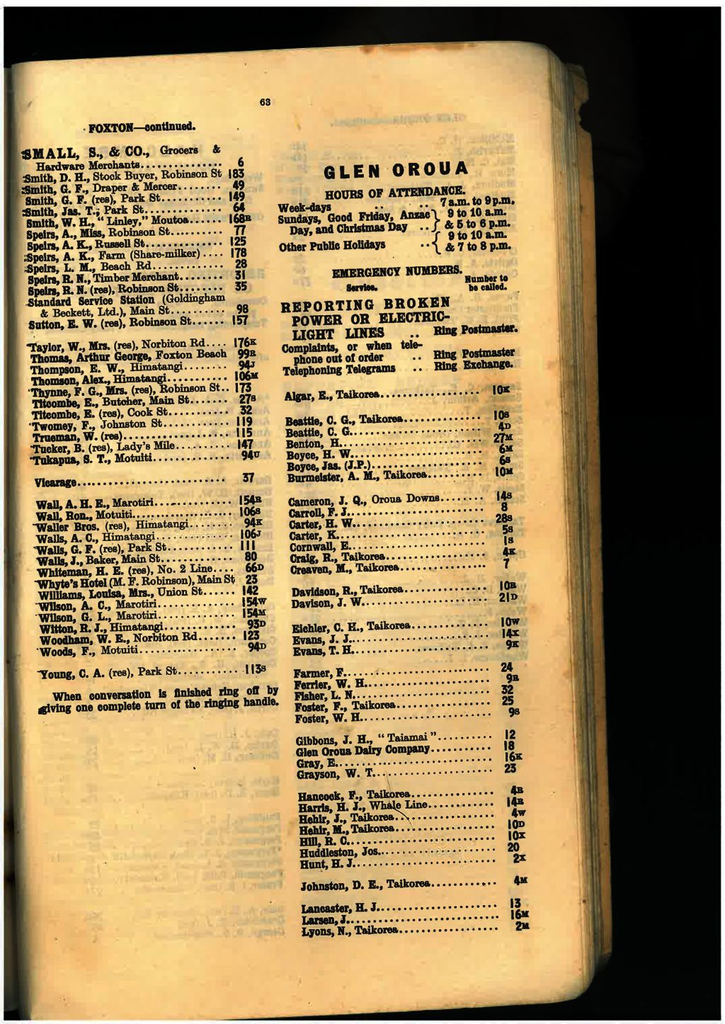 63
FOXTON—continued.
SMALL, S., & CO., Grocers &
Hardware Merchants 6
Smith, D. H., Stock Buyer, Robinson St 183
Smith, G. F., Draper & Mercer 49
Smith, G. F. (res), Park St 149
Smith, Jas. T., Park St 64
Smith, W. H., "Linley," Moutoa 168R
Speirs, A., Miss, Robinson St 77
Speirs, A. K., Russell St 125
Speirs, A. K., Farm (Share-milker) 178
Speirs, L. M., Beach Rd 28
Speirs, R. N., Timber Merchant 31
Speirs, R. N. (res), Robinson St 35
Standard Service Station (Goldingham
& Beckett, Ltd.), Main St 98
Sutton, E. W. (res), Robinson St 157
Taylor, W., Mrs. (res), Norbiton Rd 176K
Thomas, Arthur George, Foxton Beach 99R
Thompson, E. W., Himatangi 94J
Thomson, Alex., Himatangi 106M
Thynne, F. G., Mrs. (res), Robinson St 173
Titcombe, E., Butcher, Main St 27S
Titcombe, E. (res), Cook St 32
Twomey, F., Johnston St 119
Trueman, W. (res) 115
Tucker, B. (res), Lady's Mile 147
Tukapua, S. T., Motuiti 94U
Vicarage 37
Wall, A. H. E., Marotiri 154R
Wall, Ron., Motuiti 106S
Waller Bros. (res), Himatangi 94K
Walls, A. C., Himatangi 106J
Walls, G. F. (res), Park St 111
Walls, J., Baker, Main St 80
Whiteman, H. E. (res), No. 2 Line 66D
Whyte's Hotel (M. F. Robinson), Main St 23
Williams, Louisa, Mrs., Union St 142
Wilson, A. C., Marotiri 154W
Wilson, G. L., Marotiri 154M
Witton, R. J., Himatangi 93D
Woodham, W. E., Norbiton Rd 123
Woods, F., Motuiti 94D
Young, C. A. (res), Park St 113S
When conversation is finished ring off by
giving one complete turn of the ringing handle.
GLEN OROUA
HOURS OF ATTENDANCE.
Week-days .. .. .. 7 a.m. to 9 p.m.
Sundays, Good Friday, Anzac } 9 to 10 a.m.
Day, and Christmas Day .. } & 5 to 6 p.m.
Other Public Holidays .. { 9 to 10 a.m.
& 7 to 8 p.m.
EMERGENCY NUMBERS.
Service. Number to
be called.
REPORTING BROKEN
POWER OR ELECTRIC-
LIGHT LINES .. Ring Postmaster.
Complaints, or when tele-
phone out of order .. Ring Postmaster
Telephoning Telegrams .. Ring Exchange.
Algar, E., Taikorea 10K
Beattie, C. G., Taikorea 10S
Beattie, C. G. 4D
Benton, H. 27M
Boyce, H. W. 6M
Boyce, Jas. (J.P.) 6S
Burmeister, A. M., Taikorea 10M
Cameron, J. Q., Oroua Downs 14S
Carroll, F. J. 8
Carter, H. W. 28S
Carter, K. 5S
Cornwall, E. 1S
Craig, R., Taikorea 4K
Creaven, M., Taikorea 7
Davidson, R., Taikorea 10R
Davison, J. W. 21D
Eichler, C. H., Taikorea 10W
Evans, J. J. 14K
Evans, T. H. 9K
Farmer, F. 24
Ferrier, W. H. 9R
Fisher, L. N. 32
Foster, F., Taikorea 25
Foster, W. H. 9S
Gibbons, J. H., "Taiamai" 12
Glen Oroua Dairy Company 18
Gray, E. 16K
Grayson, W. T. 23
Hancock, F., Taikorea 4R
Harris, H. J., Whale Line 14R
Hehir, J., Taikorea 4W
Hehir, M., Taikorea 10D
Hill, R. C. 10X
Huddleston, Jos. 20
Hunt, H. J. 2K
Johnston, D. E., Taikorea 4M
Lancaster, H. J. 13
Larsen, J. 16M
Lyons, N., Taikorea 2M